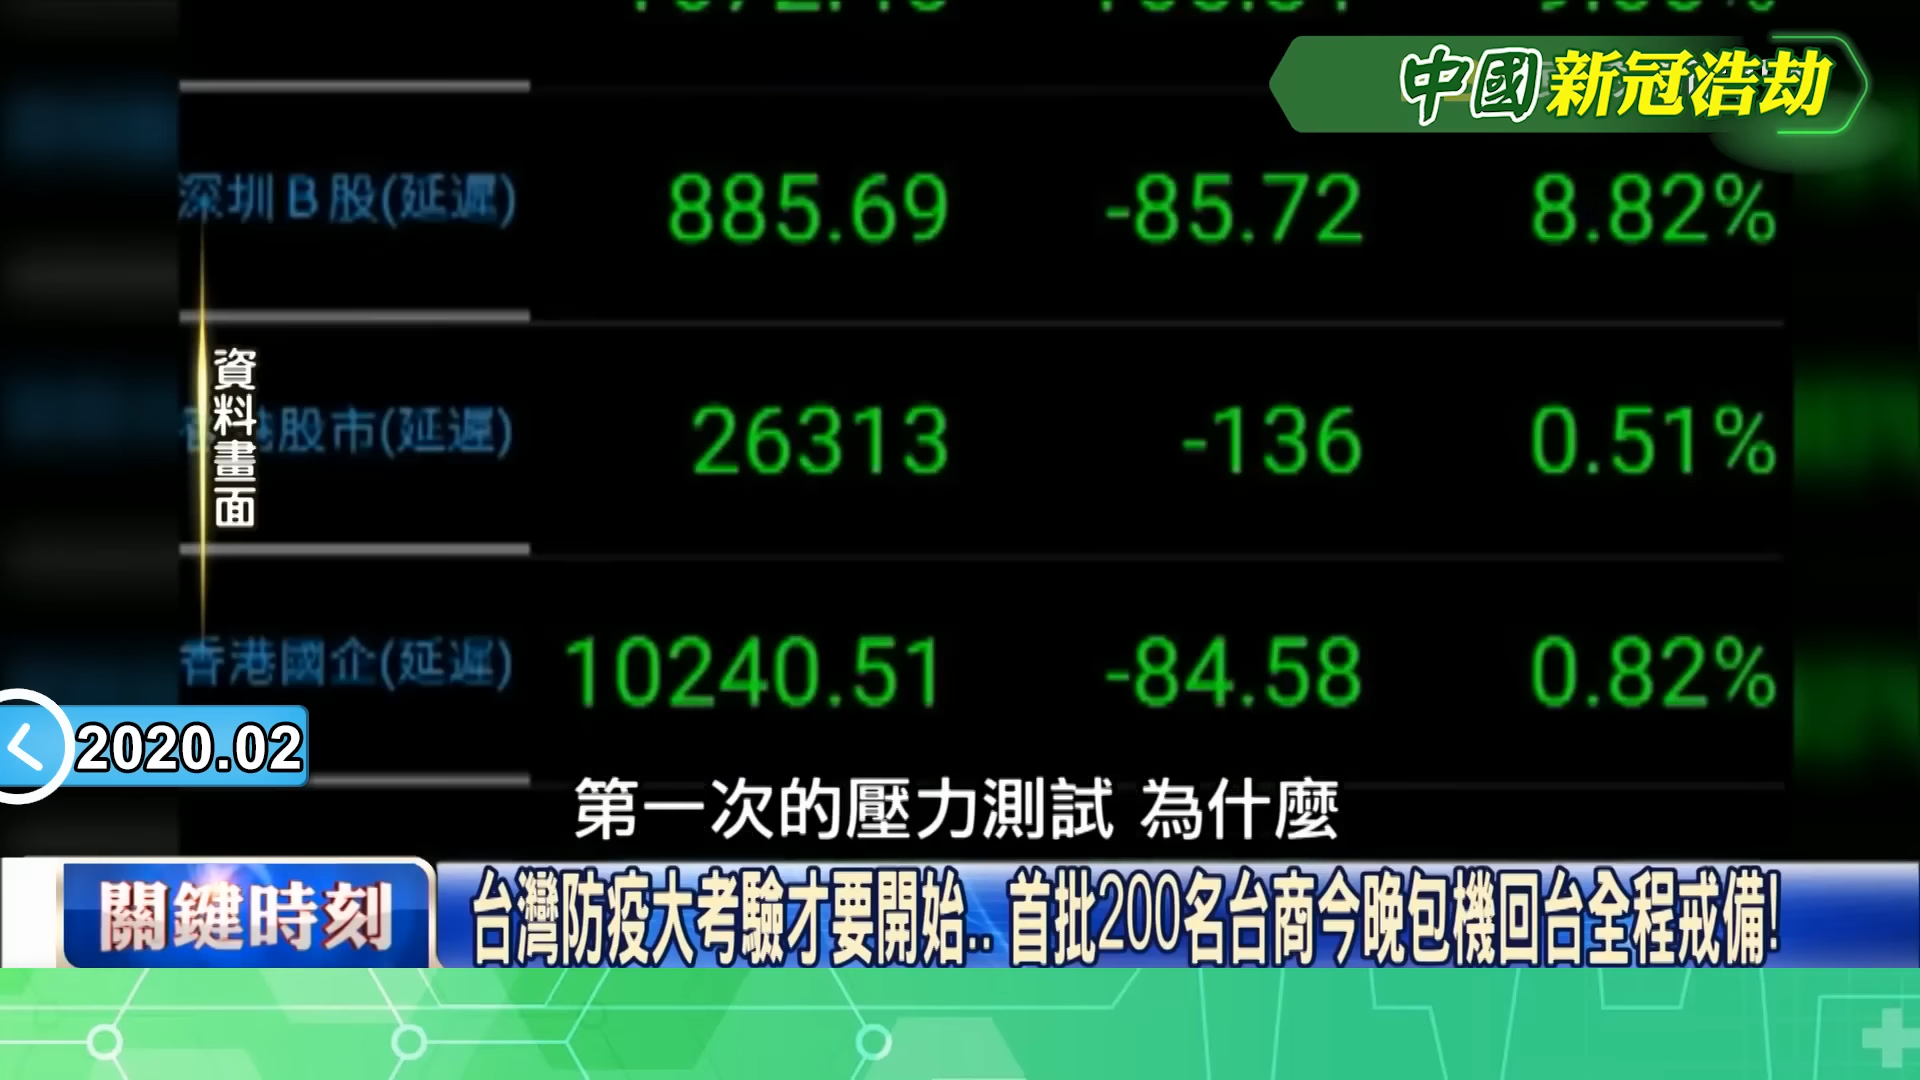 中國新冠浩劫
深圳B股(延遲) 885.69 -85.72 8.82%
資料畫面
港股市(延遲) 26313 -136 0.51%
香港國企(延遲) 10240.51 -84.58 0.82%
2020.02
第一次的壓力測試 為什麼
關鍵時刻
台灣防疫大考驗才要開始.. 首批200名台商今晚包機回台全程戒備!